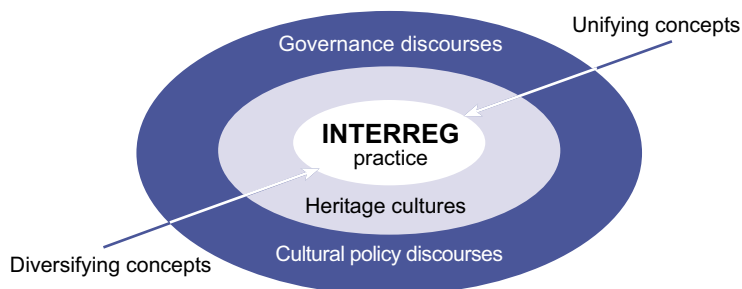 Unifying concepts
Governance discourses
INTERREG
practice
Heritage cultures
Cultural policy discourses
Diversifying concepts